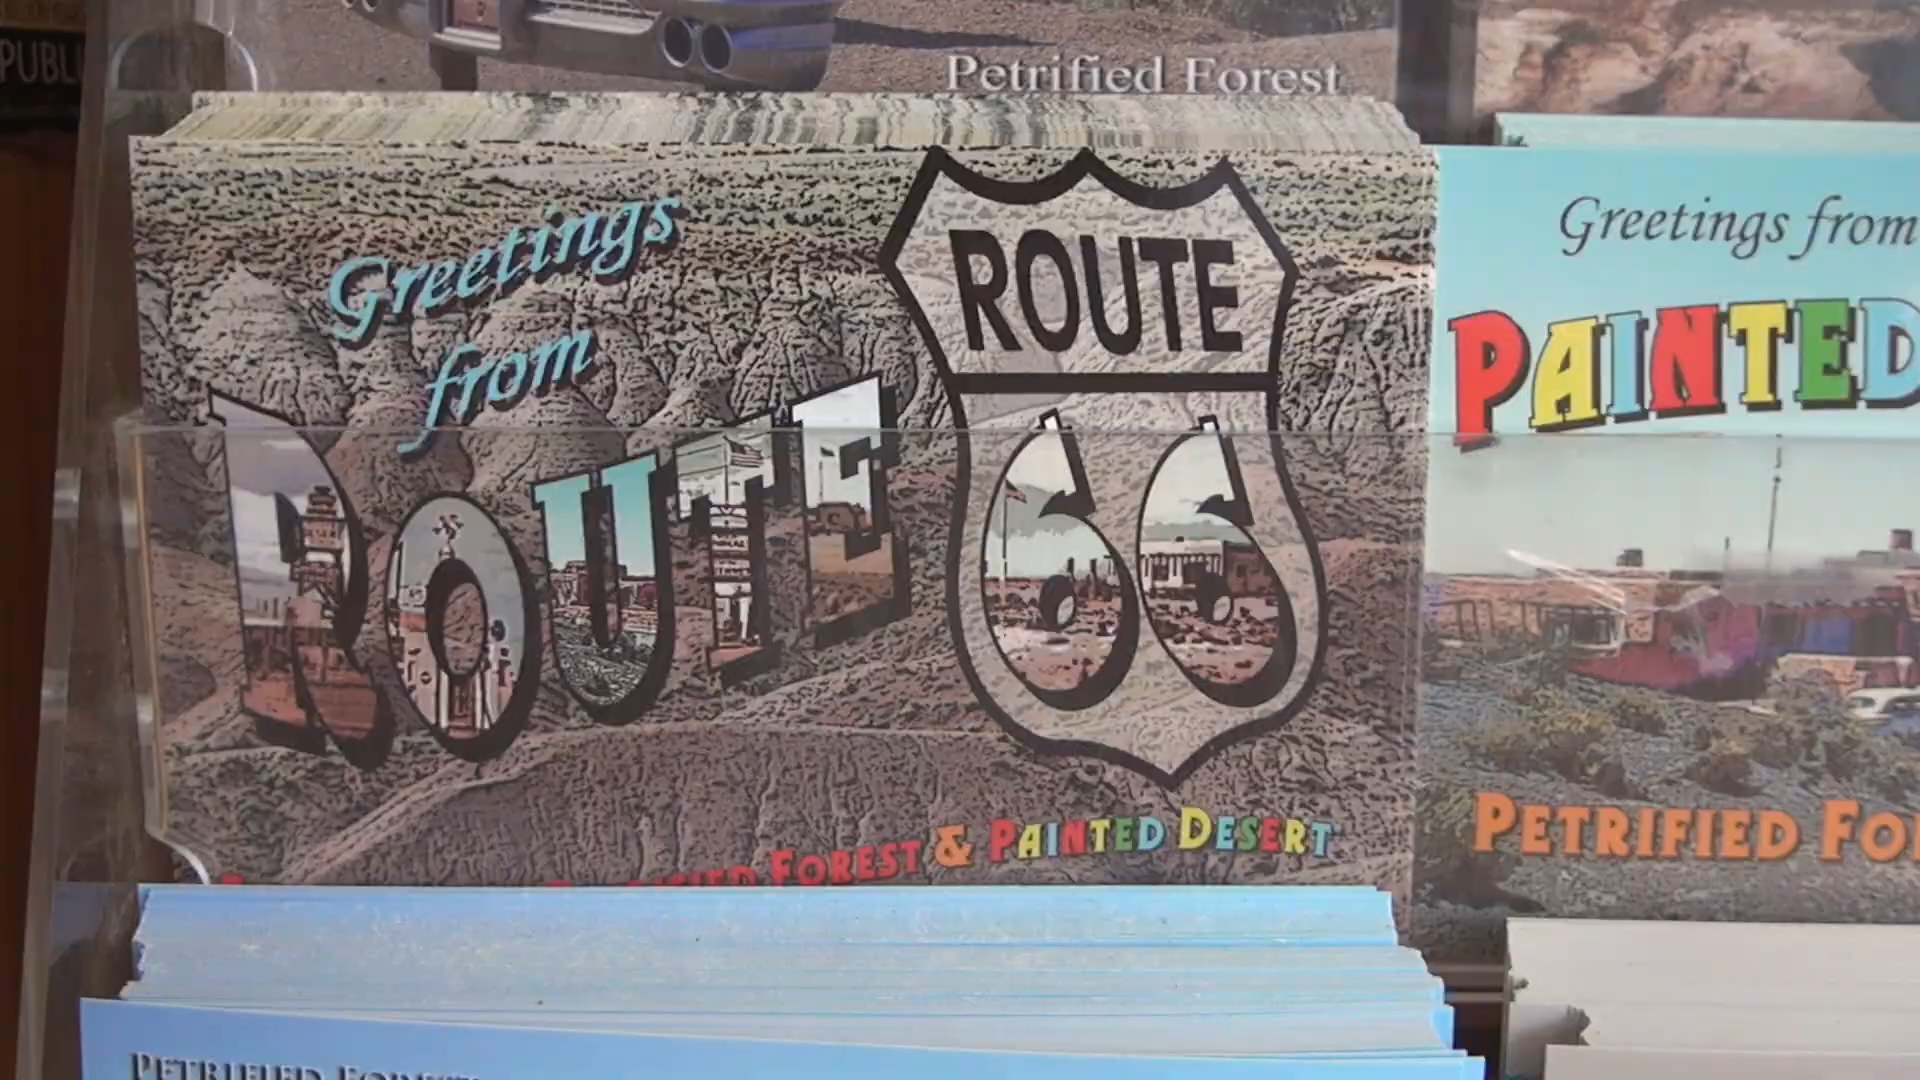 PUBL
Petrified Forest
Greetings
from
ROUTE
ROUTE
66
FOREST & PAINTED DESERT
Greetings from
PAINTED
PETRIFIED FO
PETRIFIED FOREST